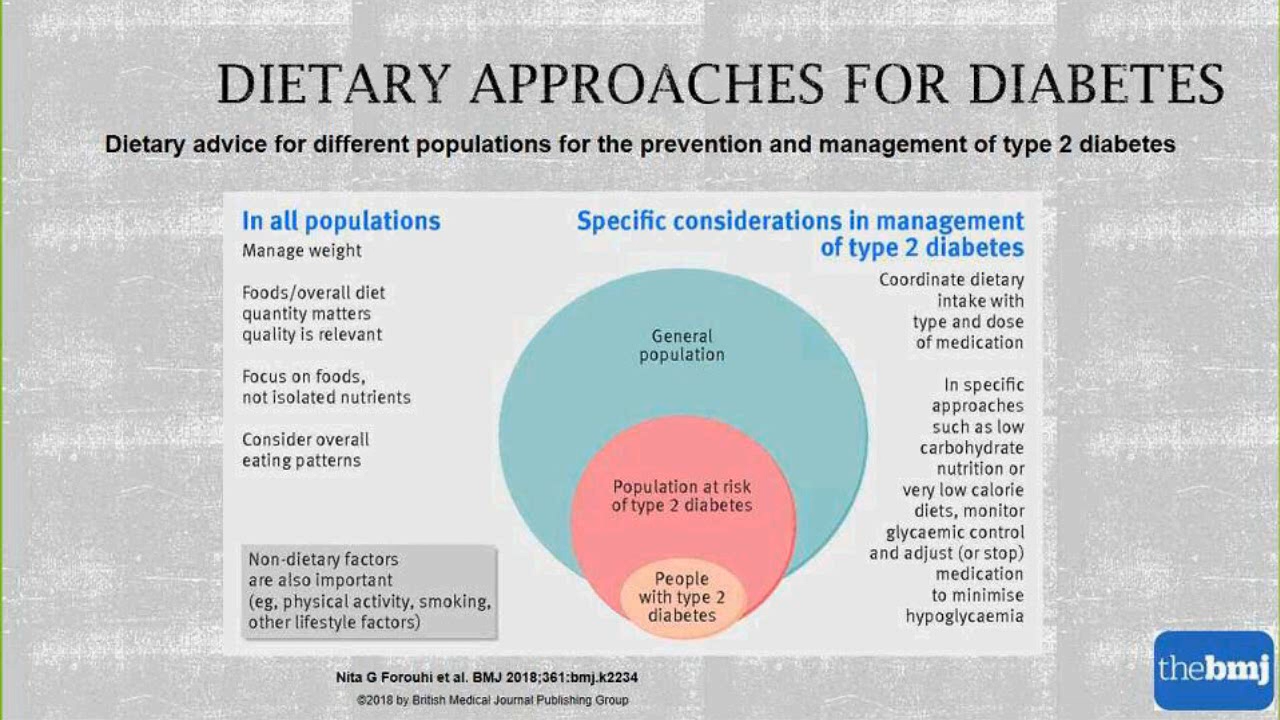 DIETARY APPROACHES FOR DIABETES
Dietary advice for different populations for the prevention and management of type 2 diabetes
In all populations
Manage weight
Foods/overall diet
quantity matters
quality is relevant
Focus on foods,
not isolated nutrients
Consider overall
eating patterns
Non-dietary factors
are also important
(eg, physical activity, smoking,
other lifestyle factors)
General
population
Population at risk
of type 2 diabetes
People
with type 2
diabetes
Specific considerations in management
of type 2 diabetes
Coordinate dietary
intake with
type and dose
of medication
In specific
approaches
such as low
carbohydrate
nutrition or
very low calorie
diets, monitor
glycaemic control
and adjust (or stop)
medication
to minimise
hypoglycaemia
Nita G Forouhi et al. BMJ 2018;361:bmj.k2234
©2018 by British Medical Journal Publishing Group
thebmj